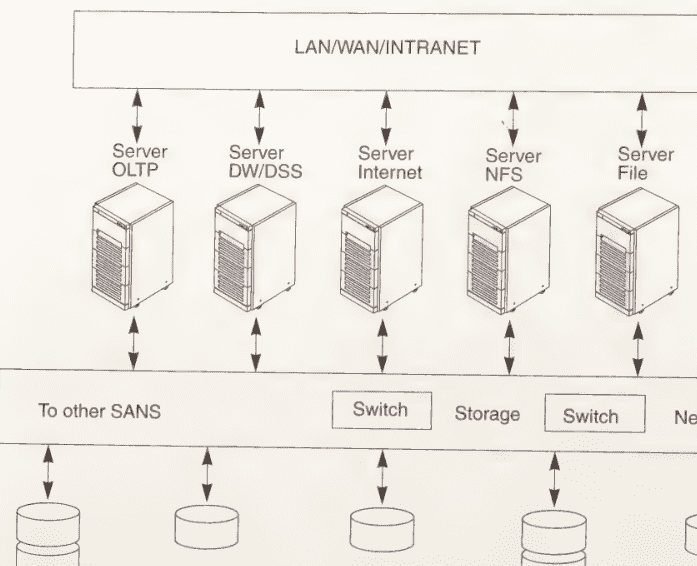 LAN/WAN/INTRANET
Server
OLTP
Server
DW/DSS
Server
Internet
Server
NFS
Server
File
To other SANS
Switch
Storage
Switch
Ne